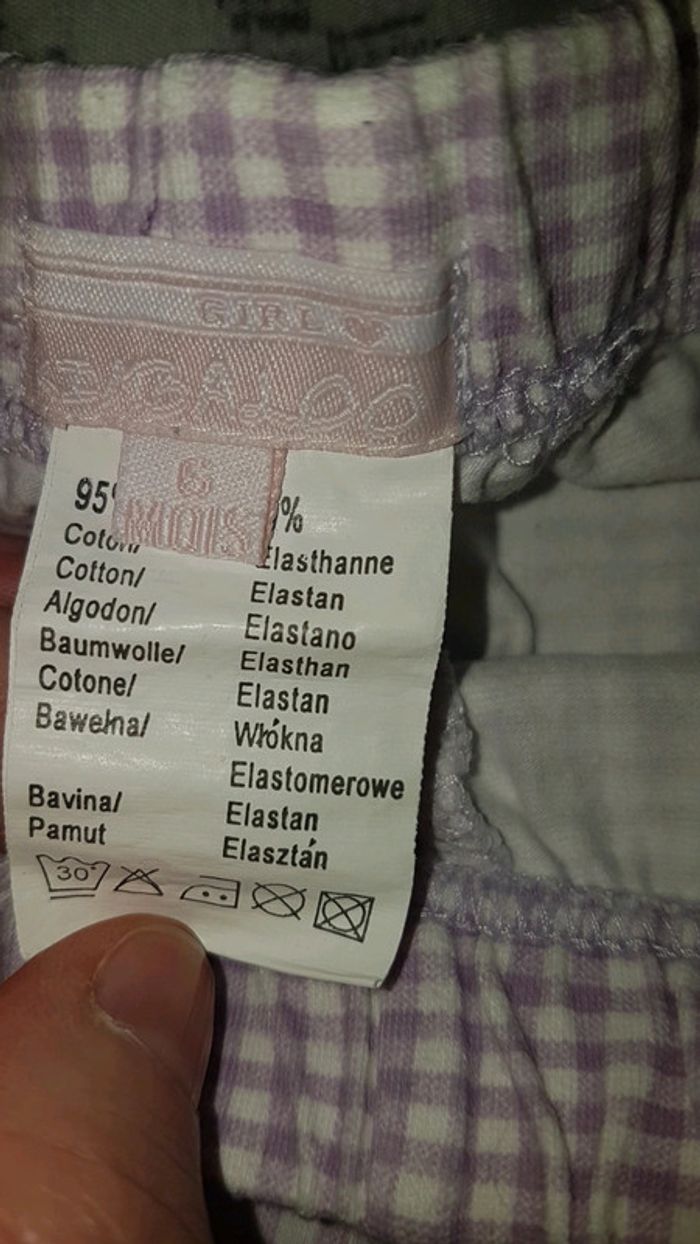 GIRL
6
MOIS
95
%
Coton/
Elasthanne
Cotton/
Elastan
Algodon/
Elastano
Baumwolle/
Elasthan
Cotone/
Elastan
Bawełna/
Włókna
Elastomerowe
Bavlna/
Elastan
Pamut
Elasztán
30°